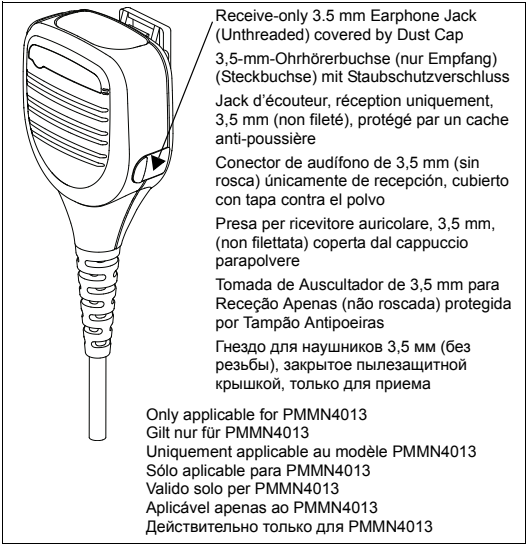 Receive-only 3.5 mm Earphone Jack
(Unthreaded) covered by Dust Cap
3,5-mm-Ohrhörerbuchse (nur Empfang)
(Steckbuchse) mit Staubschutzverschluss
Jack d’écouteur, réception uniquement,
3,5 mm (non fileté), protégé par un cache
anti-poussière
Conector de audífono de 3,5 mm (sin
rosca) únicamente de recepción, cubierto
con tapa contra el polvo
Presa per ricevitore auricolare, 3,5 mm,
(non filettata) coperta dal cappuccio
parapolvere
Tomada de Auscultador de 3,5 mm para
Receção Apenas (não roscada) protegida
por Tampão Antipoeiras
Гнездо для наушников 3,5 мм (без
резьбы), закрытое пылезащитной
крышкой, только для приема
Only applicable for PMMN4013
Gilt nur für PMMN4013
Uniquement applicable au modèle PMMN4013
Sólo aplicable para PMMN4013
Valido solo per PMMN4013
Aplicável apenas ao PMMN4013
Действительно только для PMMN4013